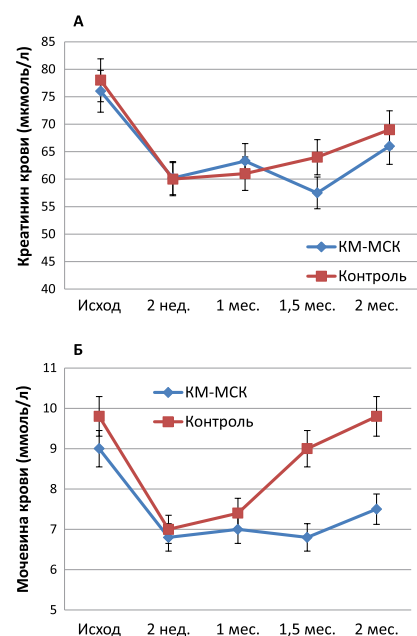 А
Креатинин крови (мкмоль/л)
85
80
75
70
65
60
55
50
45
40
КМ-МСК
Контроль
Исход 2 нед. 1 мес. 1,5 мес. 2 мес.
Б
Мочевина крови (ммоль/л)
11
10
9
8
7
6
5
КМ-МСК
Контроль
Исход 2 нед. 1 мес. 1,5 мес. 2 мес.